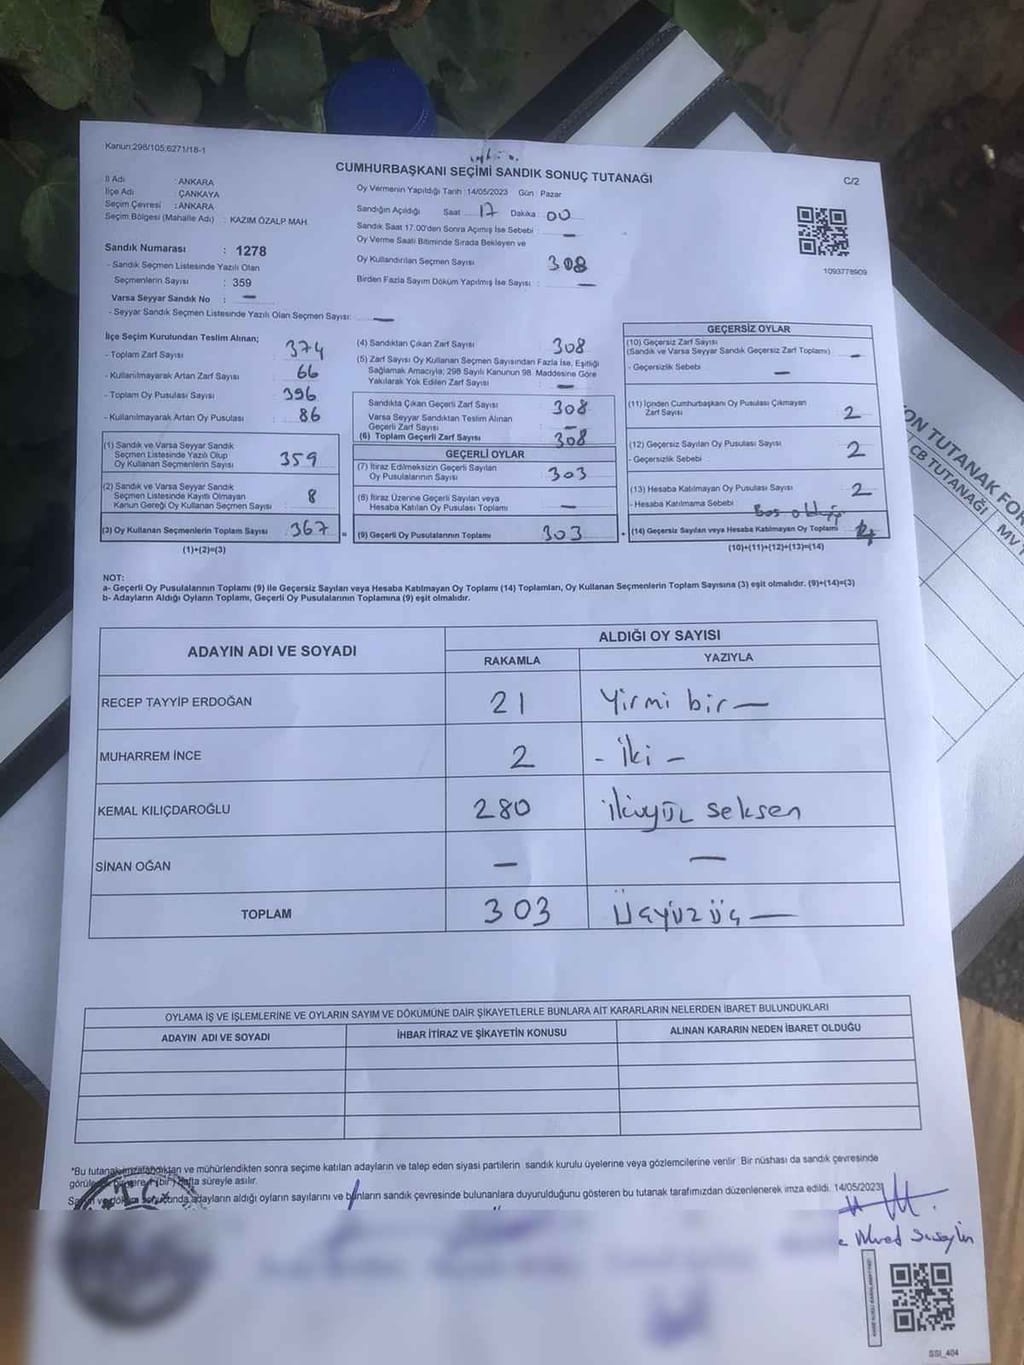 Kanun:298/105;6271/18-1
CUMHURBAŞKANI SEÇİMİ SANDIK SONUÇ TUTANAĞI
C/2
İl Adı : ANKARA
İlçe Adı : ÇANKAYA
Seçim Çevresi : ANKARA
Seçim Bölgesi (Mahalle Adı) : KAZIM ÖZALP MAH.
Sandık Numarası : 1278
- Sandık Seçmen Listesinde Yazılı Olan
Seçmenlerin Sayısı : 359
Varsa Seyyar Sandık No : —
- Seyyar Sandık Seçmen Listesinde Yazılı Olan Seçmen Sayısı: —
Oy Vermenin Yapıldığı Tarih :14/05/2023 Gün : Pazar
Sandığın Açıldığı Saat 17 Dakika : 00
Sandık Saat 17.00'den Sonra Açılmış İse Sebebi : —
Oy Verme Saati Bitiminde Sırada Bekleyen ve
Oy Kullandırılan Seçmen Sayısı : 308
Birden Fazla Sayım Döküm Yapılmış İse Sayısı : —
1093778909
İlçe Seçim Kurulundan Teslim Alınan;
- Toplam Zarf Sayısı : 374
- Kullanılmayarak Artan Zarf Sayısı : 66
- Toplam Oy Pusulası Sayısı : 396
- Kullanılmayarak Artan Oy Pusulası : 86
(1) Sandık ve Varsa Seyyar Sandık
Seçmen Listesinde Yazılı Olup
Oy Kullanan Seçmenlerin Sayısı : 359
(2) Sandık ve Varsa Seyyar Sandık
Seçmen Listesinde Kayıtlı Olmayan
Kanun Gereği Oy Kullanan Seçmen Sayısı : 8
(3) Oy Kullanan Seçmenlerin Toplam Sayısı : 367
(1)+(2)=(3)
(4) Sandıktan Çıkan Zarf Sayısı : 308
(5) Zarf Sayısı Oy Kullanan Seçmen Sayısından Fazla İse, Eşitliği
Sağlamak Amacıyla; 298 Sayılı Kanunun 98. Maddesine Göre
Yakılarak Yok Edilen Zarf Sayısı : —
Sandıkta Çıkan Geçerli Zarf Sayısı : 308
Varsa Seyyar Sandıktan Teslim Alınan
Geçerli Zarf Sayısı : —
(6) Toplam Geçerli Zarf Sayısı : 308
GEÇERLİ OYLAR
(7) İtiraz Edilmeksizin Geçerli Sayılan
Oy Pusulalarının Sayısı : 303
(8) İtiraz Üzerine Geçerli Sayılan veya
Hesaba Katılan Oy Pusulaları Toplamı : —
= (9) Geçerli Oy Pusulalarının Toplamı : 303
GEÇERSİZ OYLAR
(10) Geçersiz Zarf Sayısı
(Sandık ve Varsa Seyyar Sandık Geçersiz Zarf Toplamı) : —
- Geçersizlik Sebebi : —
(11) İçinden Cumhurbaşkanı Oy Pusulası Çıkmayan
Zarf Sayısı : 2
(12) Geçersiz Sayılan Oy Pusulası Sayısı : 2
- Geçersizlik Sebebi :
(13) Hesaba Katılmayan Oy Pusulası Sayısı : 2
- Hesaba Katılmama Sebebi : Boş
+ (14) Geçersiz Sayılan veya Hesaba Katılmayan Oy Toplamı :
(10)+(11)+(12)+(13)=(14)
NOT:
a- Geçerli Oy Pusulalarının Toplamı (9) ile Geçersiz Sayılan veya Hesaba Katılmayan Oy Toplamı (14) Toplamları, Oy Kullanan Seçmenlerin Toplam Sayısına (3) eşit olmalıdır. (9)+(14)=(3)
b- Adayların Aldığı Oyların Toplamı, Geçerli Oy Pusulalarının Toplamına (9) eşit olmalıdır.
ADAYIN ADI VE SOYADI
ALDIĞI OY SAYISI
RAKAMLA YAZIYLA
RECEP TAYYİP ERDOĞAN 21 Yirmi bir —
MUHARREM İNCE 2 - İki -
KEMAL KILIÇDAROĞLU 280 ikiyüz seksen
SİNAN OĞAN — —
TOPLAM 303 Üçyüz üç —
OYLAMA İŞ VE İŞLEMLERİNE VE OYLARIN SAYIM VE DÖKÜMÜNE DAİR ŞİKAYETLERLE BUNLARA AİT KARARLARIN NELERDEN İBARET BULUNDUKLARI
ADAYIN ADI VE SOYADI İHBAR İTİRAZ VE ŞİKAYETİN KONUSU ALINAN KARARIN NEDEN İBARET OLDUĞU
*Bu tutanak imzalandıktan ve mühürlendikten sonra seçime katılan adayların ve talep eden siyasi partilerin sandık kurulu üyelerine veya gözlemcilerine verilir. Bir nüshası da sandık çevresinde
(bir) hafta süreyle asılır.
Sayım ve döküm sonunda adayların aldığı oyların sayılarını ve bunların sandık çevresinde bulunanlara duyurulduğunu gösteren bu tutanak tarafımızdan düzenlenerek imza edildi. 14/05/2023
T.C.
SSI_404
TUTANAK
CB TUTANAĞI